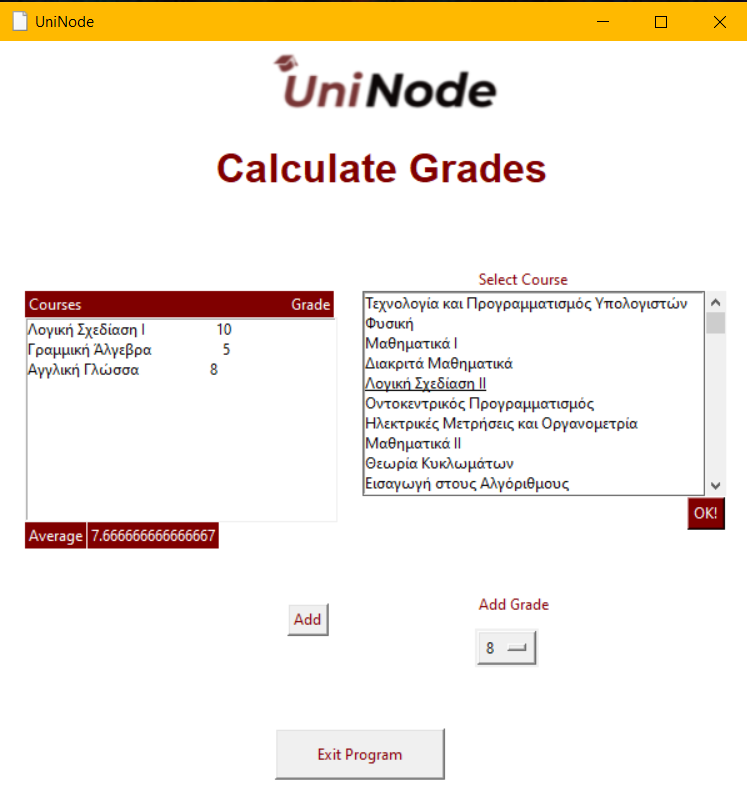 UniNode
UniNode
Calculate Grades
Select Course
Courses Grade
Λογική Σχεδίαση Ι 10
Γραμμική Άλγεβρα 5
Αγγλική Γλώσσα 8
Average 7.666666666666667
Τεχνολογία και Προγραμματισμός Υπολογιστών
Φυσική
Μαθηματικά Ι
Διακριτά Μαθηματικά
Λογική Σχεδίαση ΙΙ
Οντοκεντρικός Προγραμματισμός
Ηλεκτρικές Μετρήσεις και Οργανομετρία
Μαθηματικά ΙΙ
Θεωρία Κυκλωμάτων
Εισαγωγή στους Αλγόριθμους
OK!
Add
Add Grade
8
Exit Program